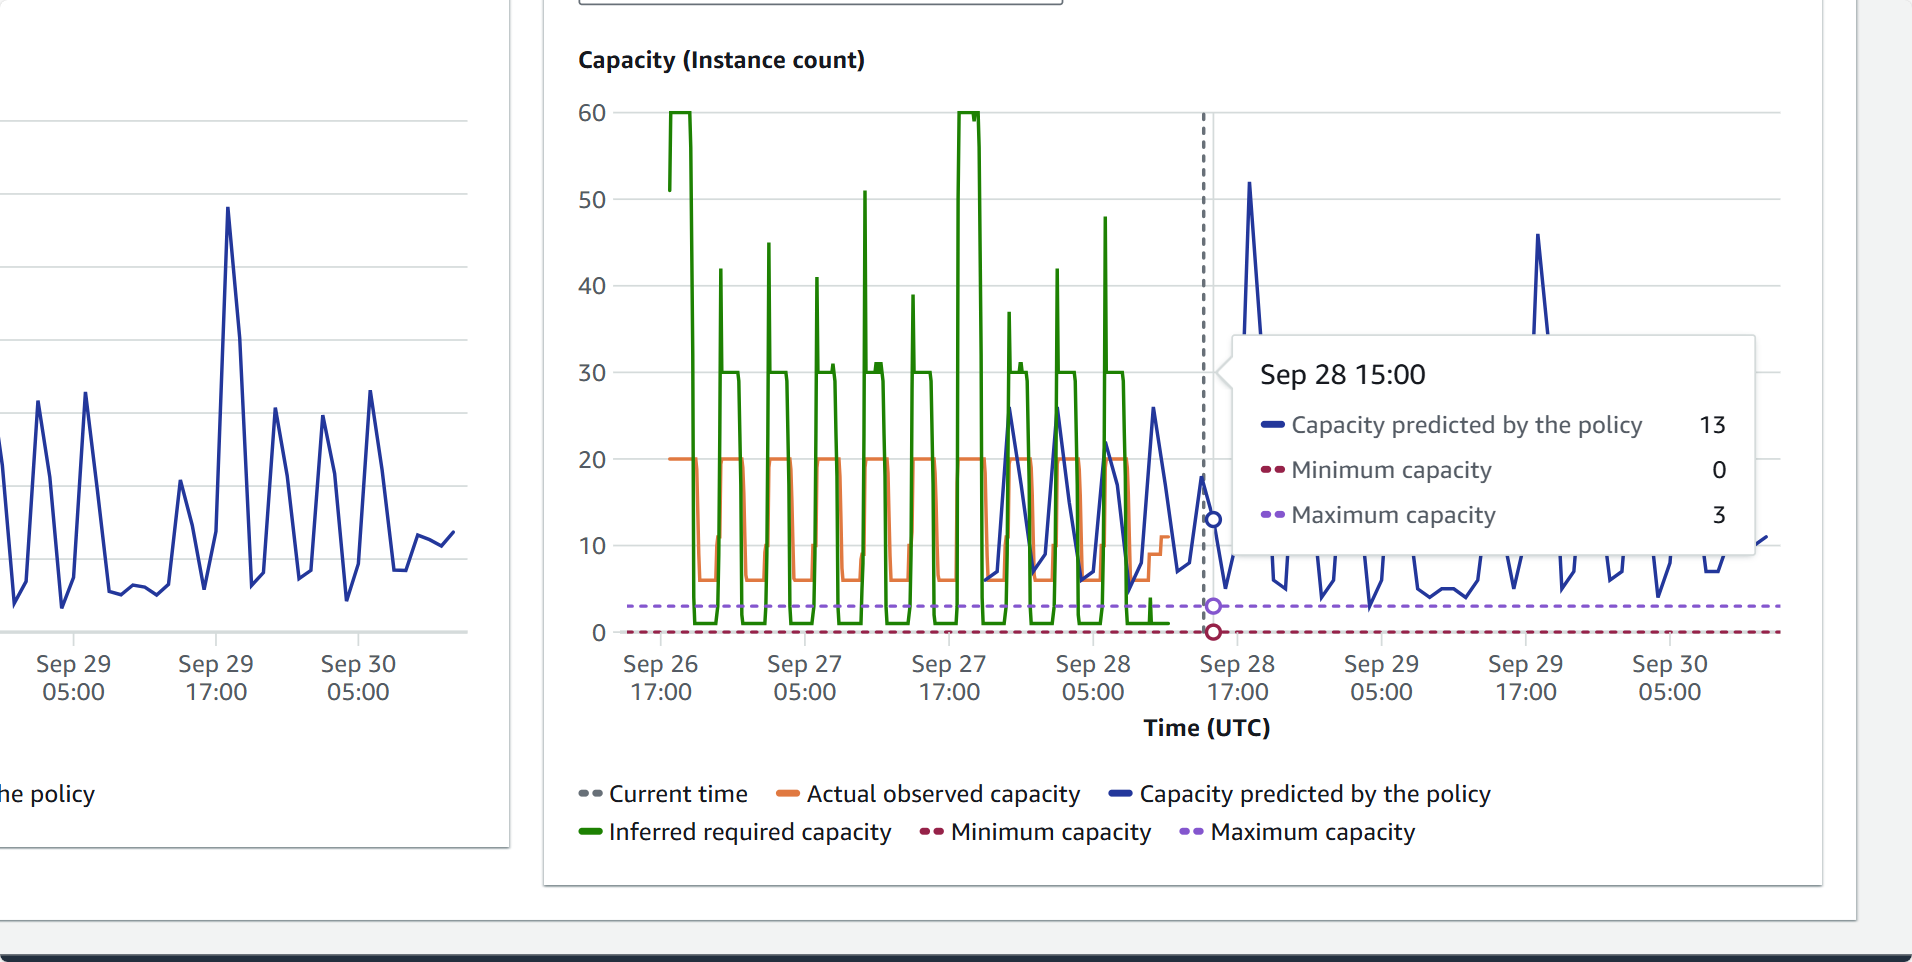 Sep 29
05:00
Sep 29
17:00
Sep 30
05:00
he policy
Capacity (Instance count)
60
50
40
30
20
10
0
Sep 28 15:00
Capacity predicted by the policy 13
Minimum capacity 0
Maximum capacity 3
Sep 26 Sep 27 Sep 27 Sep 28 Sep 28 Sep 29 Sep 29 Sep 30
17:00 05:00 17:00 05:00 17:00 05:00 17:00 05:00
Time (UTC)
Current time Actual observed capacity Capacity predicted by the policy
Inferred required capacity Minimum capacity Maximum capacity